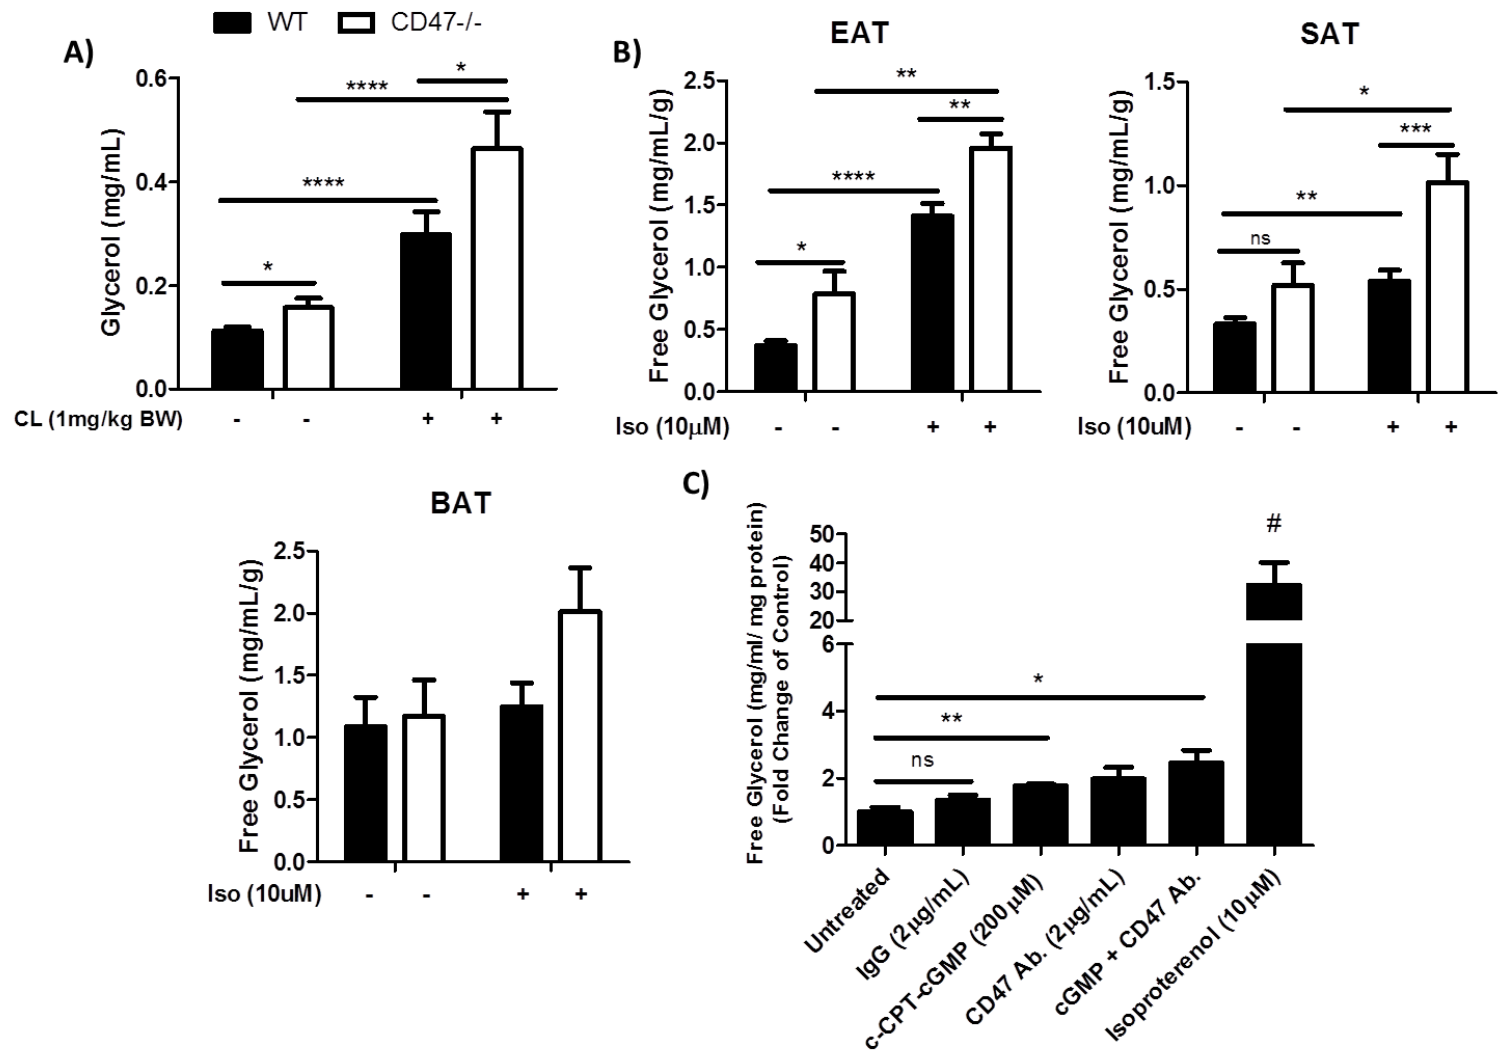 WT CD47-/-
A)
0.6
0.4
0.2
0.0
Glycerol (mg/mL)
*
****
****
*
CL (1mg/kg BW) - - + +
B)
EAT
2.5
2.0
1.5
1.0
0.5
0.0
Free Glycerol (mg/mL/g)
**
**
****
*
Iso (10μM) - - + +
SAT
1.5
1.0
0.5
0.0
Free Glycerol (mg/mL/g)
*
***
**
ns
Iso (10uM) - - + +
BAT
2.5
2.0
1.5
1.0
0.5
0.0
Free Glycerol (mg/mL/g)
Iso (10uM) - - + +
C)
50
40
30
20
6
4
2
0
Free Glycerol (mg/ml/ mg protein)
(Fold Change of Control)
#
*
**
ns
Untreated
IgG (2μg/mL)
c-CPT-cGMP (200 μM)
CD47 Ab. (2μg/mL)
cGMP + CD47 Ab.
Isoproterenol (10μM)